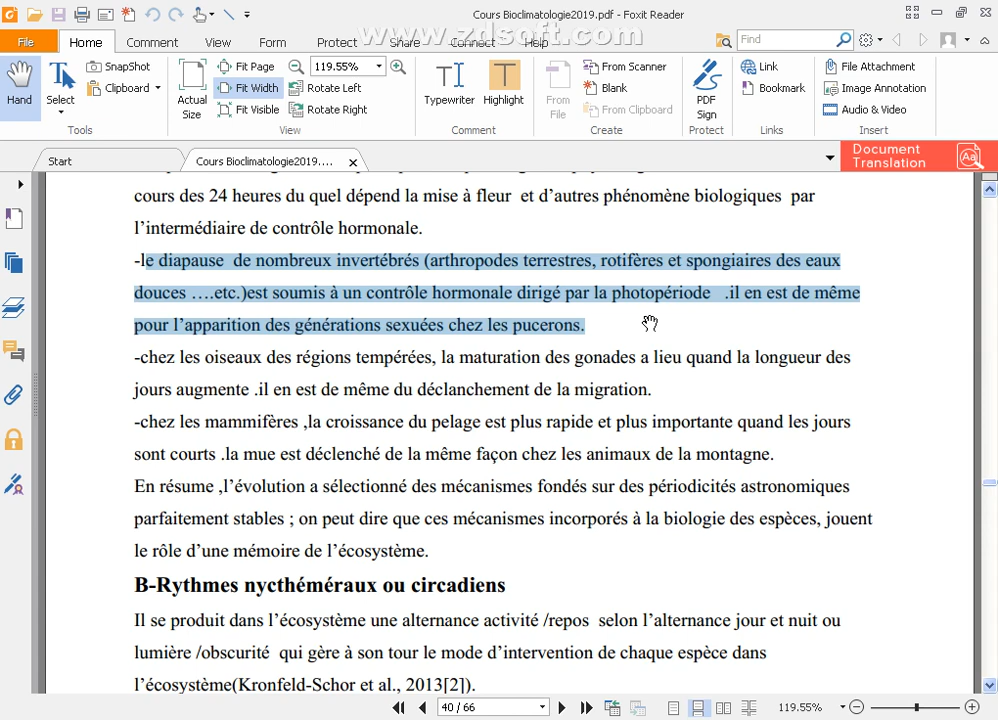 Cours Bioclimatologie2019.pdf - Foxit Reader
www.zdsoft.com
File Home Comment View Form Protect Share Connect Help Find
Hand
Select
SnapShot
Clipboard
Tools
Actual Size
Fit Page
Fit Width
Fit Visible
119.55%
Rotate Left
Rotate Right
View
Typewriter
Highlight
Comment
From File
From Scanner
Blank
From Clipboard
Create
PDF Sign
Protect
Link
Bookmark
Links
File Attachment
Image Annotation
Audio & Video
Insert
Start
Cours Bioclimatologie2019....
Document
Translation
cours des 24 heures du quel dépend la mise à fleur et d’autres phénomène biologiques par
l’intermédiaire de contrôle hormonale.
-le diapause de nombreux invertébrés (arthropodes terrestres, rotifères et spongiaires des eaux
douces ….etc.)est soumis à un contrôle hormonale dirigé par la photopériode .il en est de même
pour l’apparition des générations sexuées chez les pucerons.
-chez les oiseaux des régions tempérées, la maturation des gonades a lieu quand la longueur des
jours augmente .il en est de même du déclanchement de la migration.
-chez les mammifères ,la croissance du pelage est plus rapide et plus importante quand les jours
sont courts .la mue est déclenché de la même façon chez les animaux de la montagne.
En résume ,l’évolution a sélectionné des mécanismes fondés sur des périodicités astronomiques
parfaitement stables ; on peut dire que ces mécanismes incorporés à la biologie des espèces, jouent
le rôle d’une mémoire de l’écosystème.
B-Rythmes nycthéméraux ou circadiens
Il se produit dans l’écosystème une alternance activité /repos selon l’alternance jour et nuit ou
lumière /obscurité qui gère à son tour le mode d’intervention de chaque espèce dans
l’écosystème(Kronfeld-Schor et al., 2013[2]).
40 / 66
119.55%